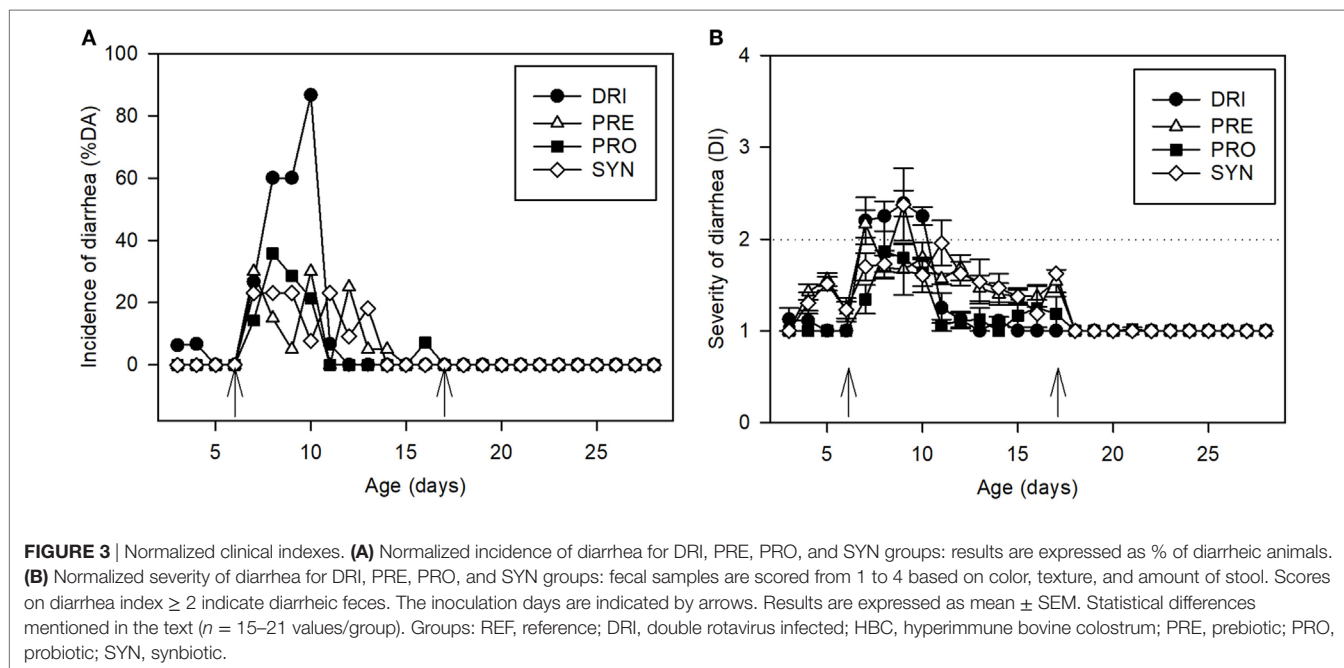 A
B
100
80
60
40
20
0
Incidence of diarrhea (%DA)
DRI
PRE
PRO
SYN
5
10
15
20
25
Age (days)
4
3
2
1
0
Severity of diarrhea (DI)
DRI
PRE
PRO
SYN
5
10
15
20
25
Age (days)
FIGURE 3 | Normalized clinical indexes. (A) Normalized incidence of diarrhea for DRI, PRE, PRO, and SYN groups: results are expressed as % of diarrheic animals.
(B) Normalized severity of diarrhea for DRI, PRE, PRO, and SYN groups: fecal samples are scored from 1 to 4 based on color, texture, and amount of stool. Scores
on diarrhea index ≥ 2 indicate diarrheic feces. The inoculation days are indicated by arrows. Results are expressed as mean ± SEM. Statistical differences
mentioned in the text (n = 15–21 values/group). Groups: REF, reference; DRI, double rotavirus infected; HBC, hyperimmune bovine colostrum; PRE, prebiotic; PRO,
probiotic; SYN, synbiotic.